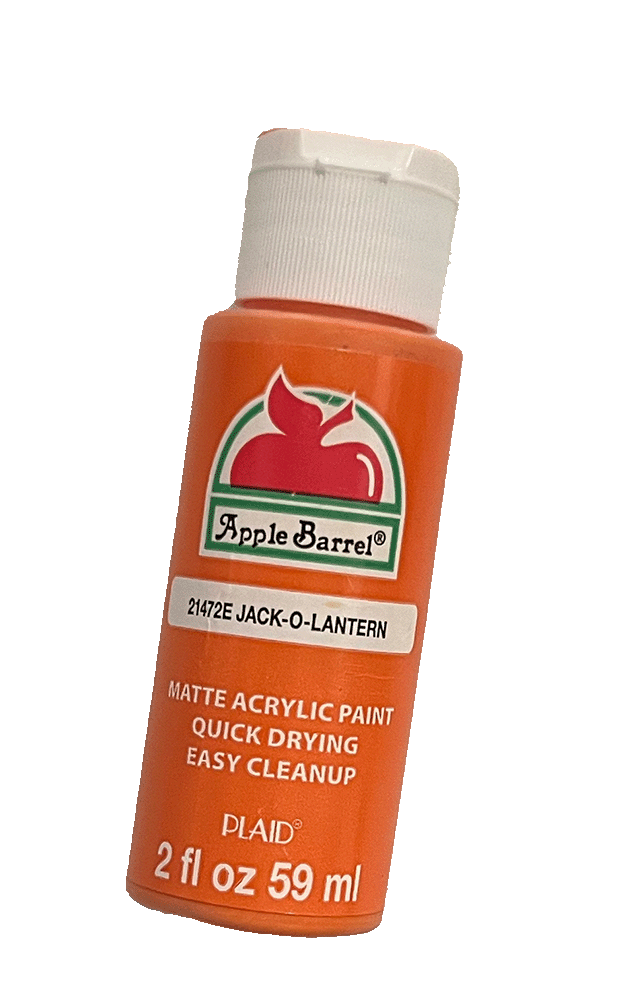 Apple Barrel®
21472E JACK-O-LANTERN
MATTE ACRYLIC PAINT
QUICK DRYING
EASY CLEANUP
PLAID®
2 fl oz 59 ml